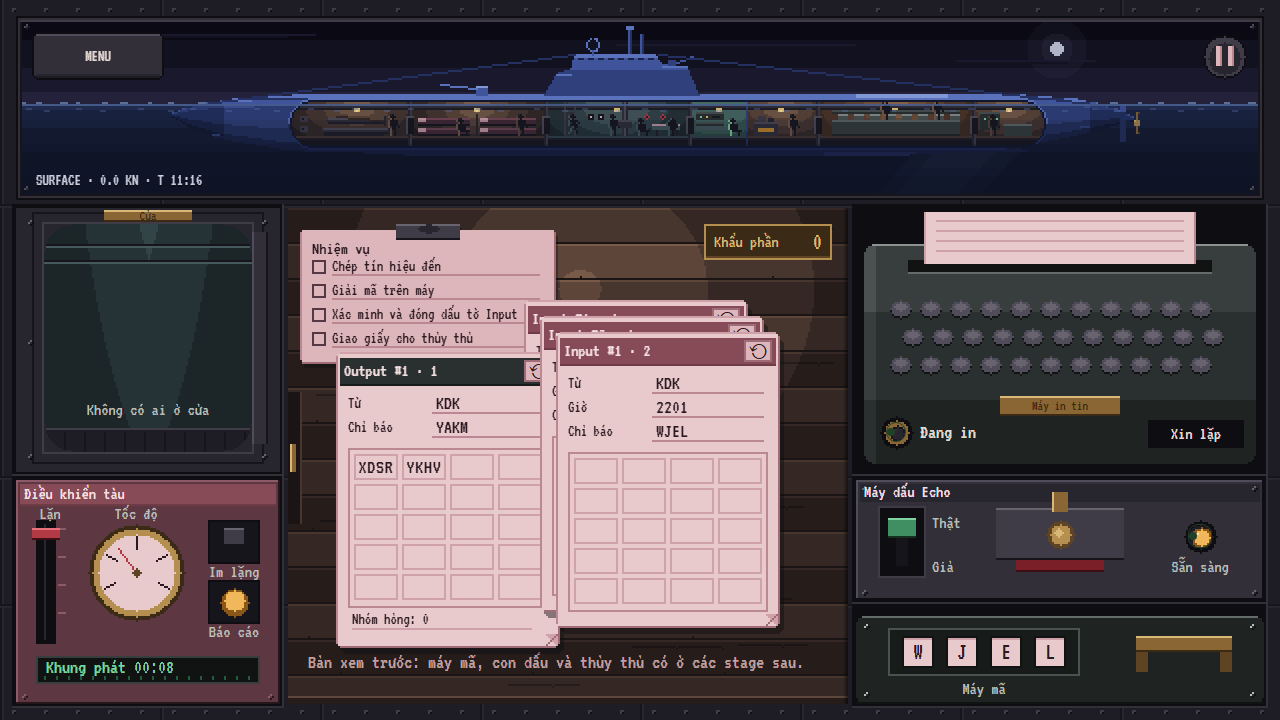 MENU
SURFACE · 0.0 KN · T 11:16
Cửa
Không có ai ở cửa
Nhiệm vụ
Chép tín hiệu đến
Giải mã trên máy
Xác minh và đóng dấu tờ Input
Giao giấy cho thủy thủ
Khẩu phần 0
Output #1 · 1
Từ KDK
Chỉ báo YAKM
XDSR YKHV
Nhóm hỏng: 0
Input #1 · 2
Từ KDK
Giờ 2201
Chỉ báo WJEL
Bản xem trước: máy mã, con dấu và thủy thủ có ở các stage sau.
Máy in tin
Đang in
Xin lặp
Điều khiển tàu
Lặn
Tốc độ
Im lặng
Báo cáo
Khung phát 00:08
Máy dấu Echo
Thật
Giả
Sẵn sàng
W J E L
Máy mã